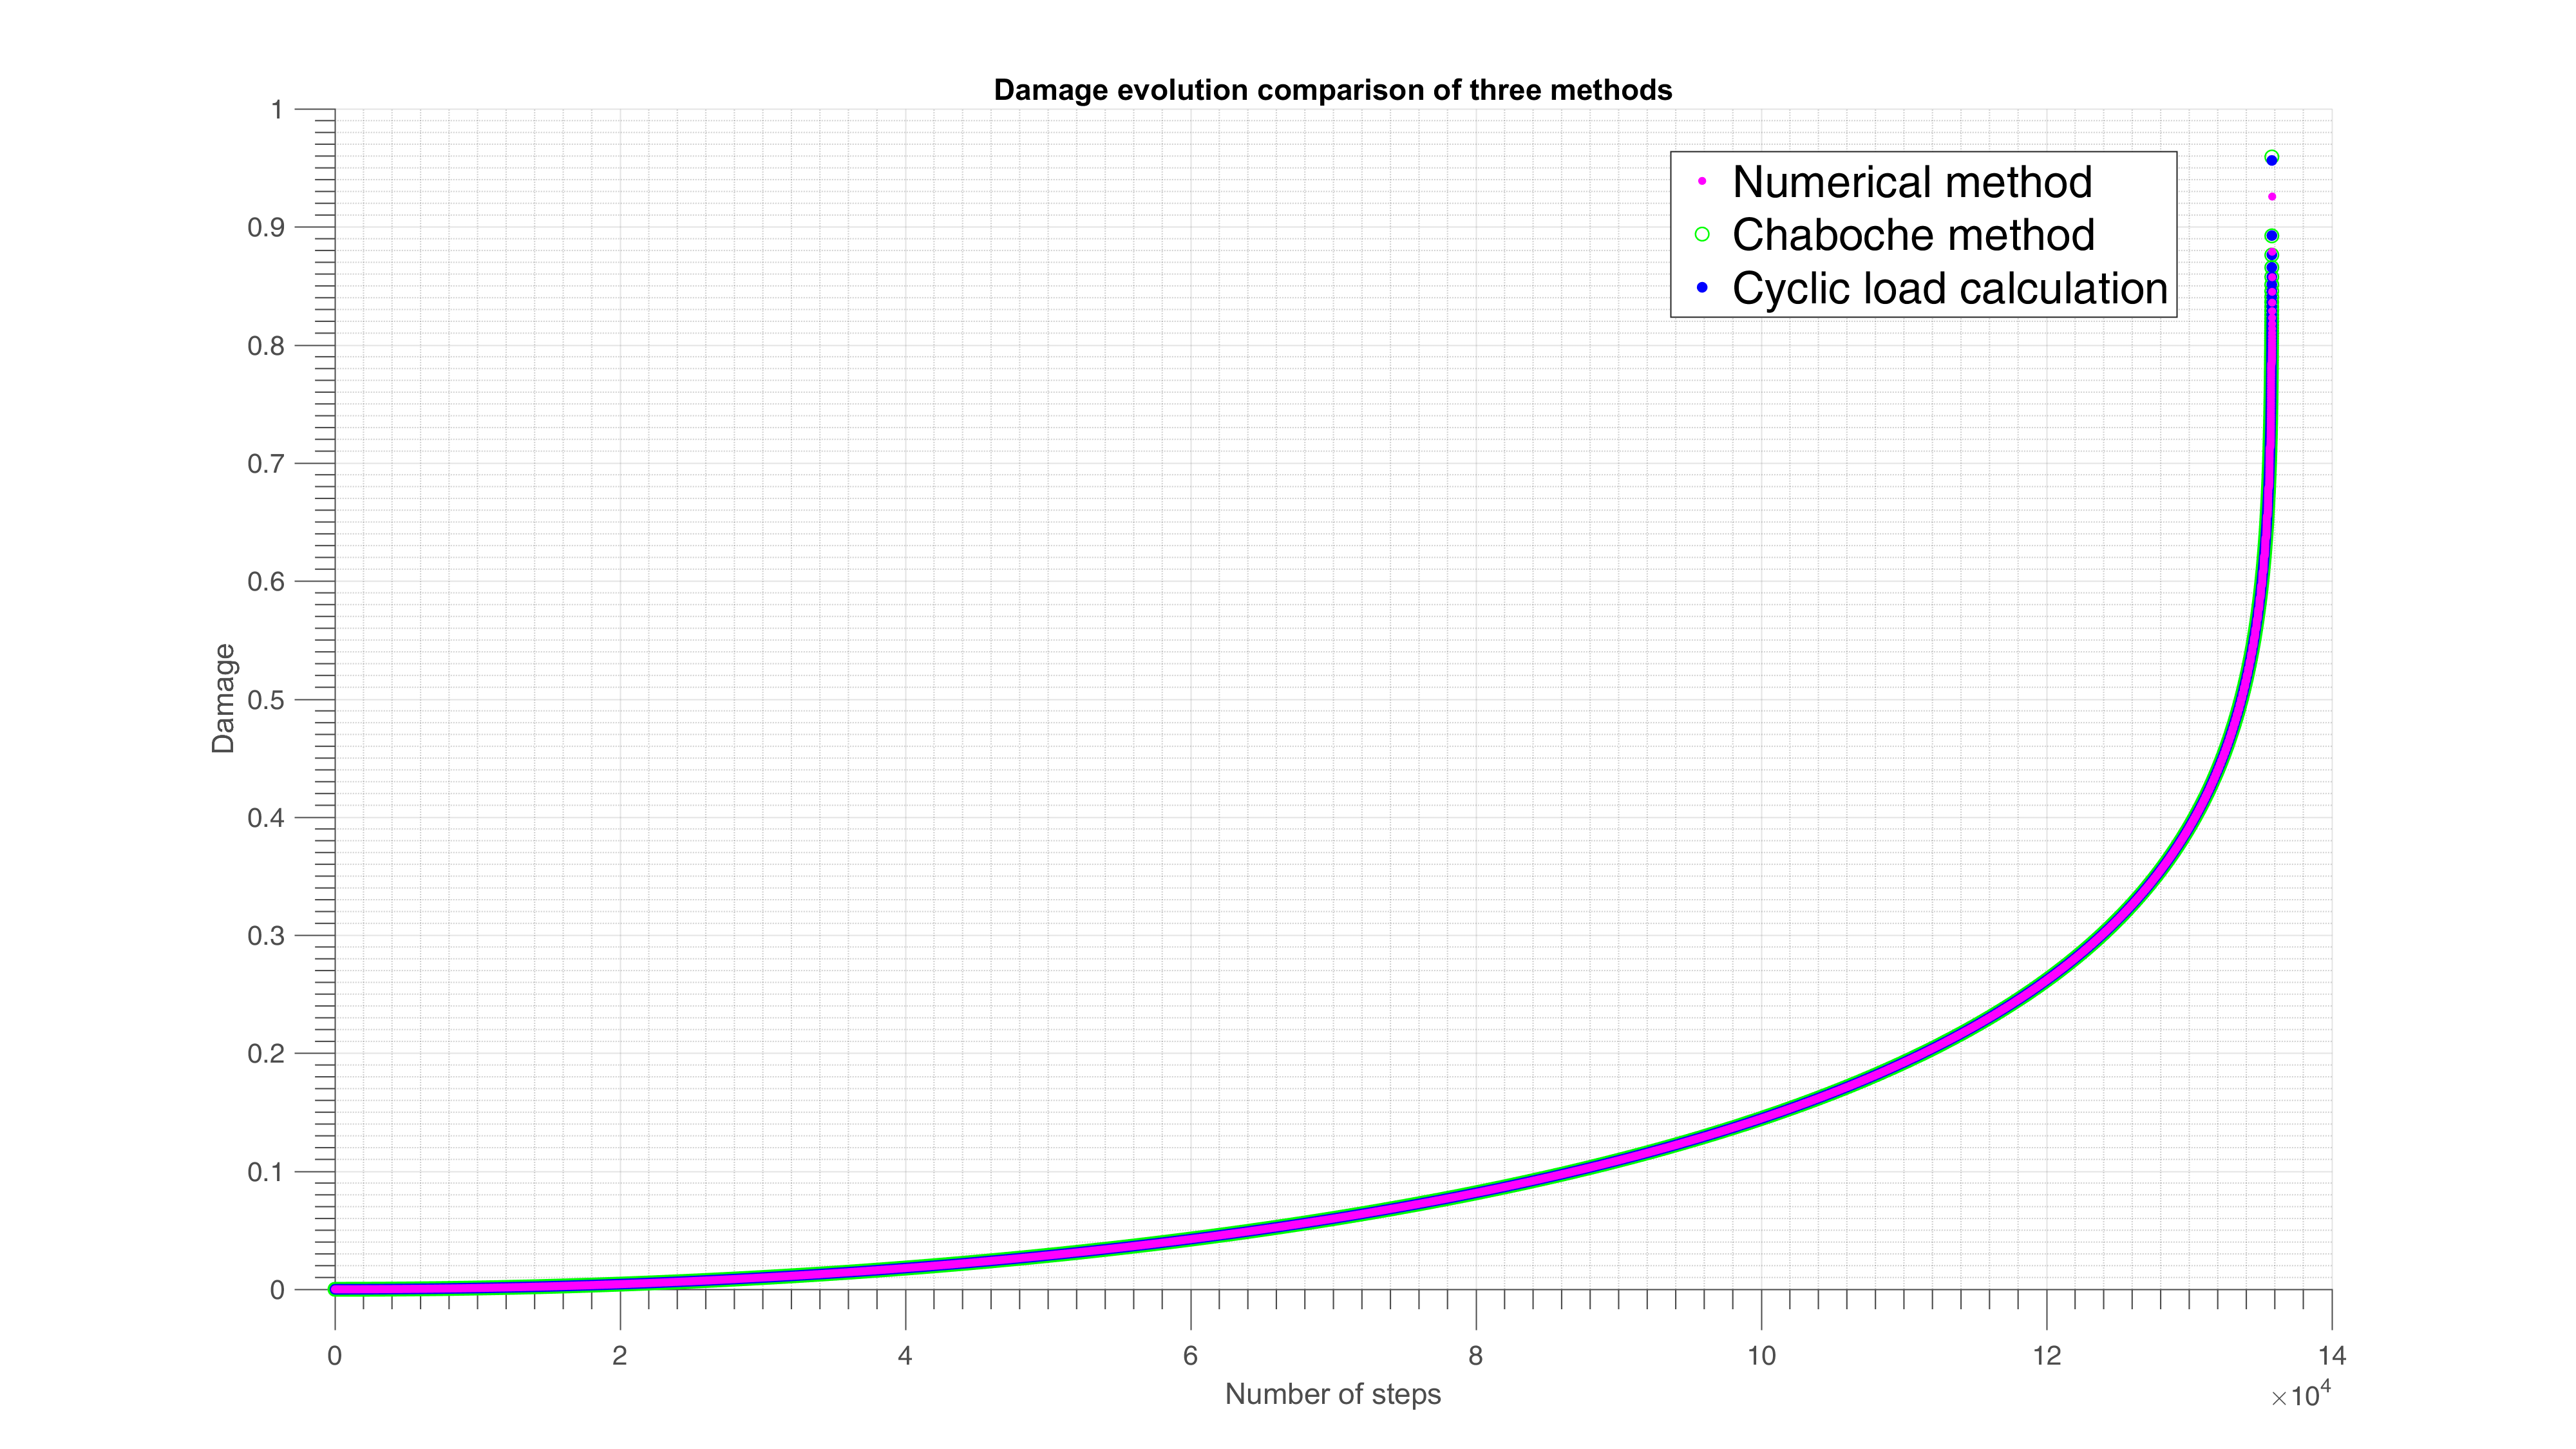 Damage evolution comparison of three methods
1
0.9
0.8
0.7
0.6
0.5
0.4
0.3
0.2
0.1
0
Damage
Numerical method
Chaboche method
Cyclic load calculation
0 2 4 6 8 10 12 14
×10⁴
Number of steps